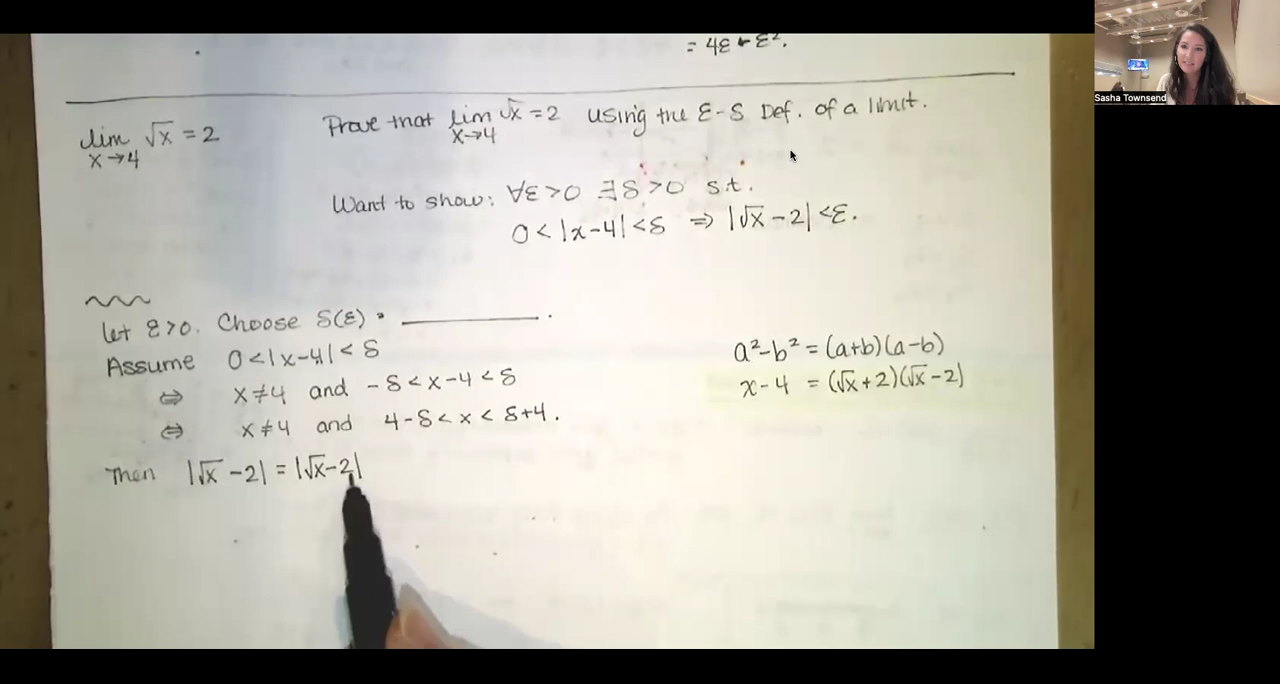 = 4ε - ε².
Sasha Townsend
lim √x = 2
x→4
Prove that lim √x = 2 using the ε-δ Def. of a limit.
x→4
Want to show: ∀ε>0 ∃δ>0 s.t.
0<|x-4|<δ ⇒ |√x-2|<ε.
Let ε>0. Choose δ(ε) = ________.
Assume 0<|x-4|<δ
⇔ x≠4 and -δ<x-4<δ
⇔ x≠4 and 4-δ<x<δ+4.
Then |√x-2| = |√x-2|
a²-b² = (a+b)(a-b)
x-4 = (√x+2)(√x-2)